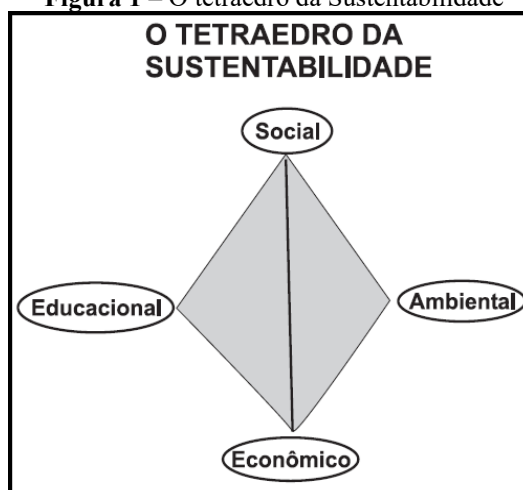 Figura 1 – O tetraedro da Sustentabilidade
O TETRAEDRO DA
SUSTENTABILIDADE
Social
Educacional
Ambiental
Econômico